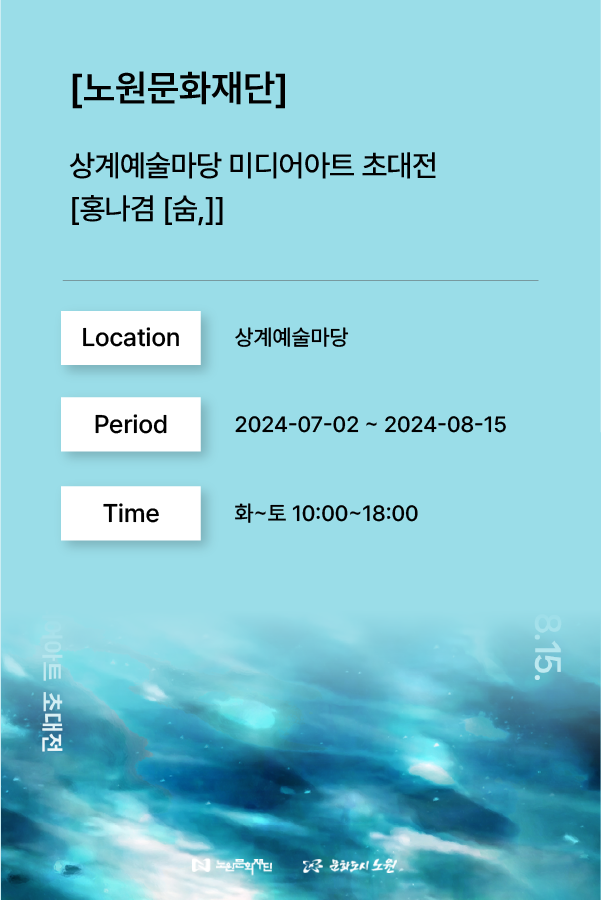 [노원문화재단]
상계예술마당 미디어아트 초대전
[홍나겸 [숨,]]
Location
상계예술마당
Period
2024-07-02 ~ 2024-08-15
Time
화~토 10:00~18:00
어아트 초대전
8.15.
노원문화재단
문화도시 노원